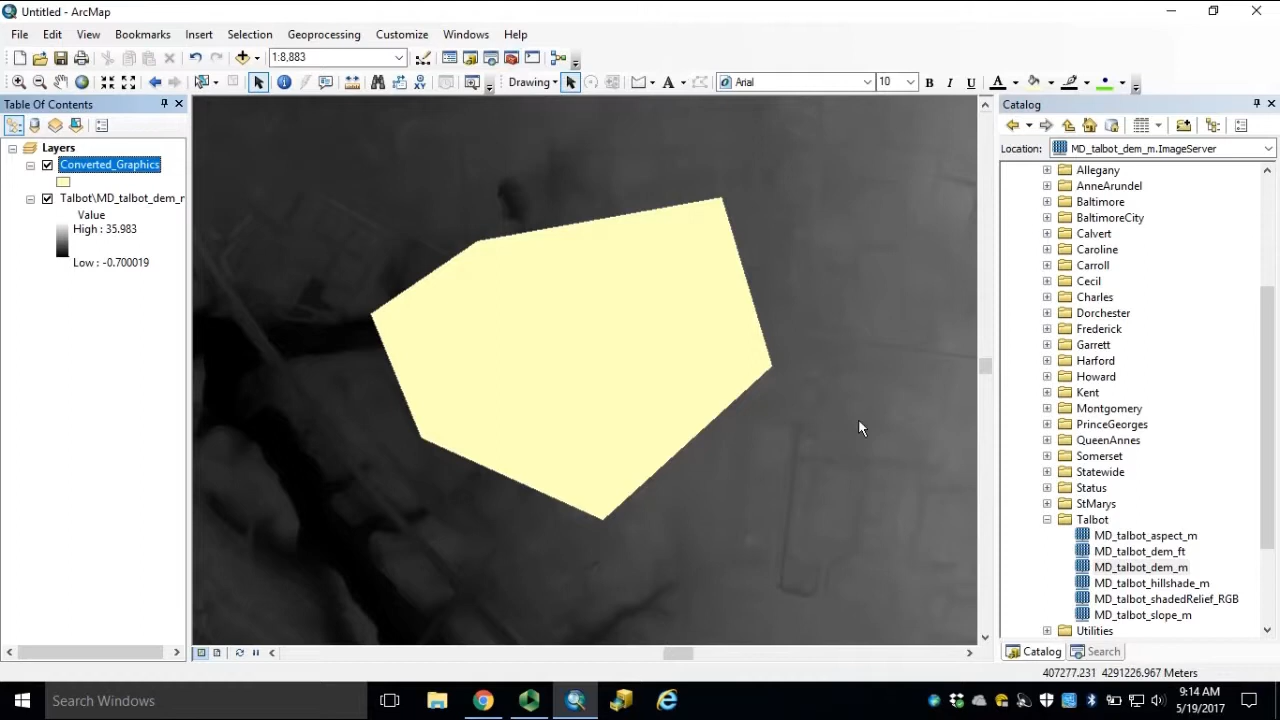 Untitled - ArcMap
File Edit View Bookmarks Insert Selection Geoprocessing Customize Windows Help
1:8,883
Drawing Arial 10 B I U A
Table Of Contents
Layers
Converted_Graphics
Talbot\MD_talbot_dem_r
Value
High : 35.983
Low : -0.700019
Catalog
Location: MD_talbot_dem_m.ImageServer
Allegany
AnneArundel
Baltimore
BaltimoreCity
Calvert
Caroline
Carroll
Cecil
Charles
Dorchester
Frederick
Garrett
Harford
Howard
Kent
Montgomery
PrinceGeorges
QueenAnnes
Somerset
Statewide
Status
StMarys
Talbot
MD_talbot_aspect_m
MD_talbot_dem_ft
MD_talbot_dem_m
MD_talbot_hillshade_m
MD_talbot_shadedRelief_RGB
MD_talbot_slope_m
Utilities
Catalog Search
407277.231 4291226.967 Meters
Search Windows
9:14 AM
5/19/2017